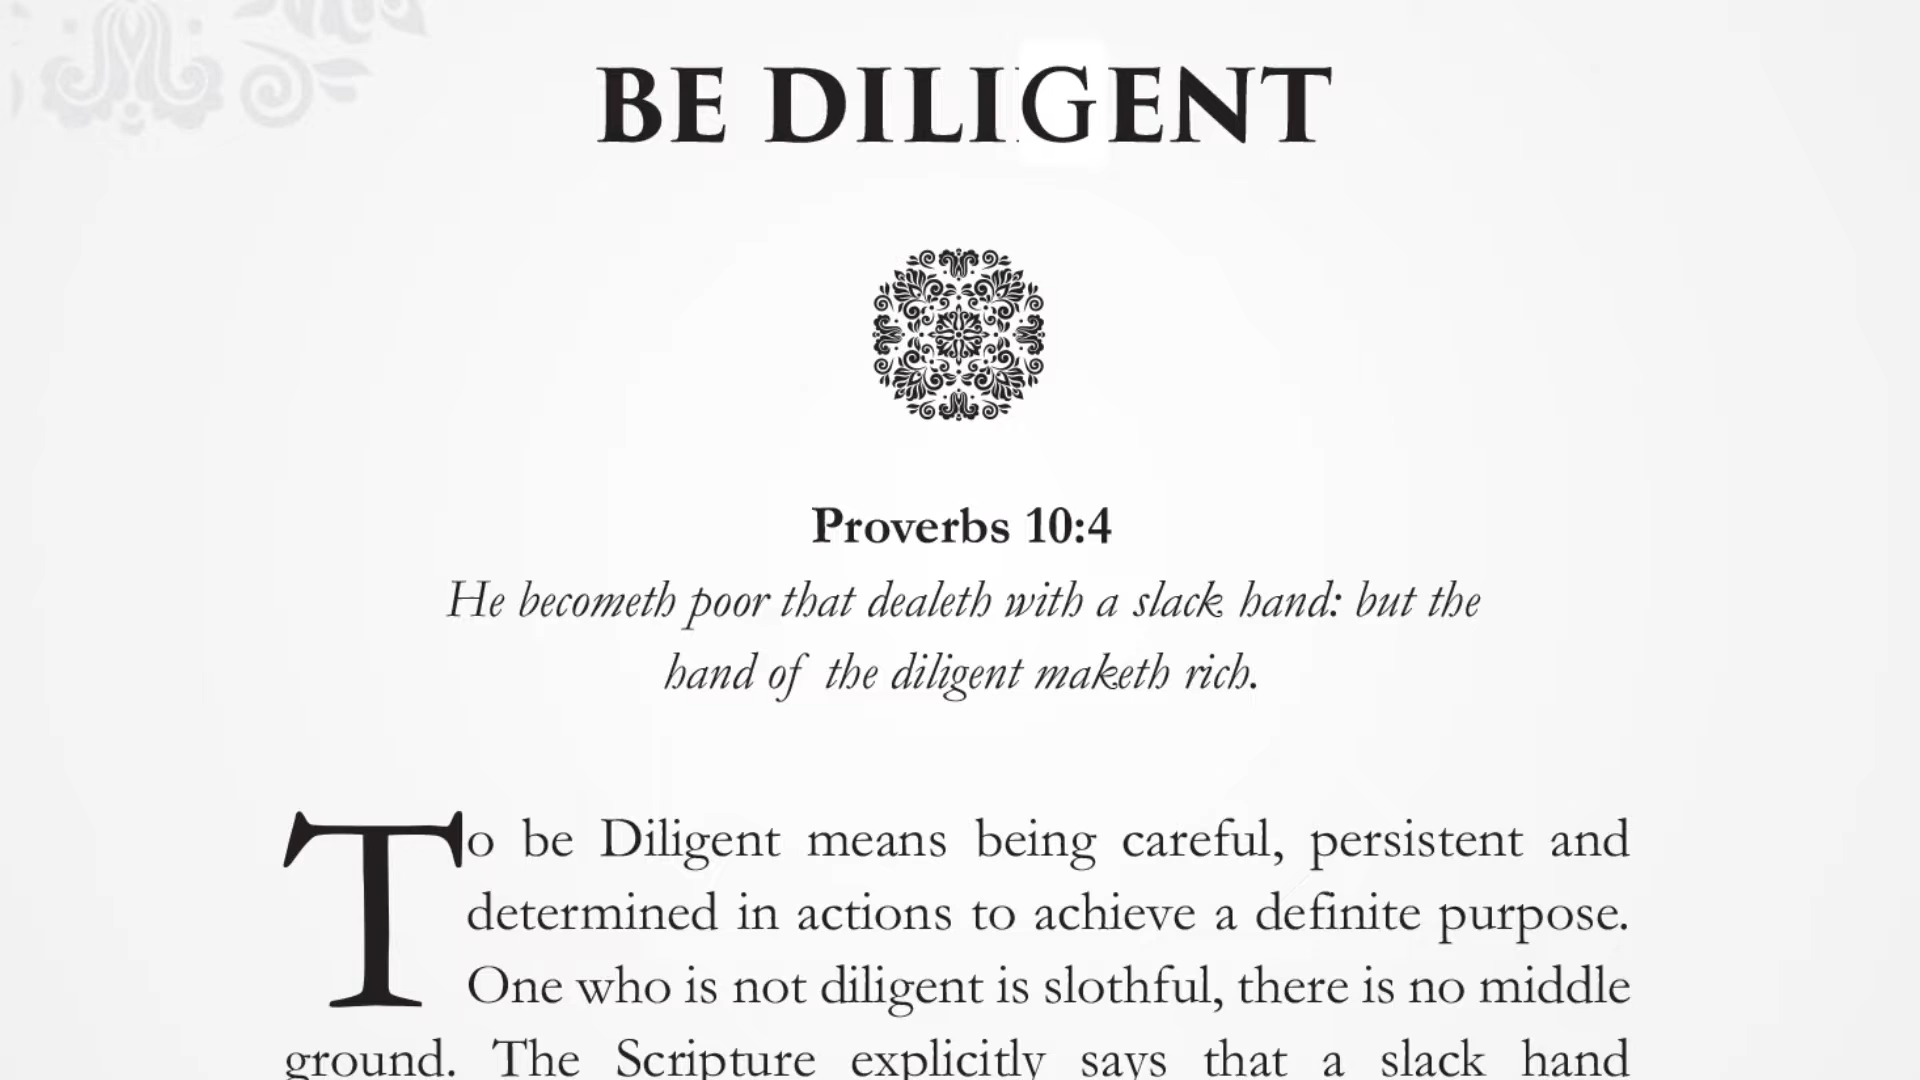 BE DILIGENT
Proverbs 10:4
He becometh poor that dealeth with a slack hand: but the
hand of the diligent maketh rich.
To be Diligent means being careful, persistent and
determined in actions to achieve a definite purpose.
One who is not diligent is slothful, there is no middle
ground. The Scripture explicitly says that a slack hand